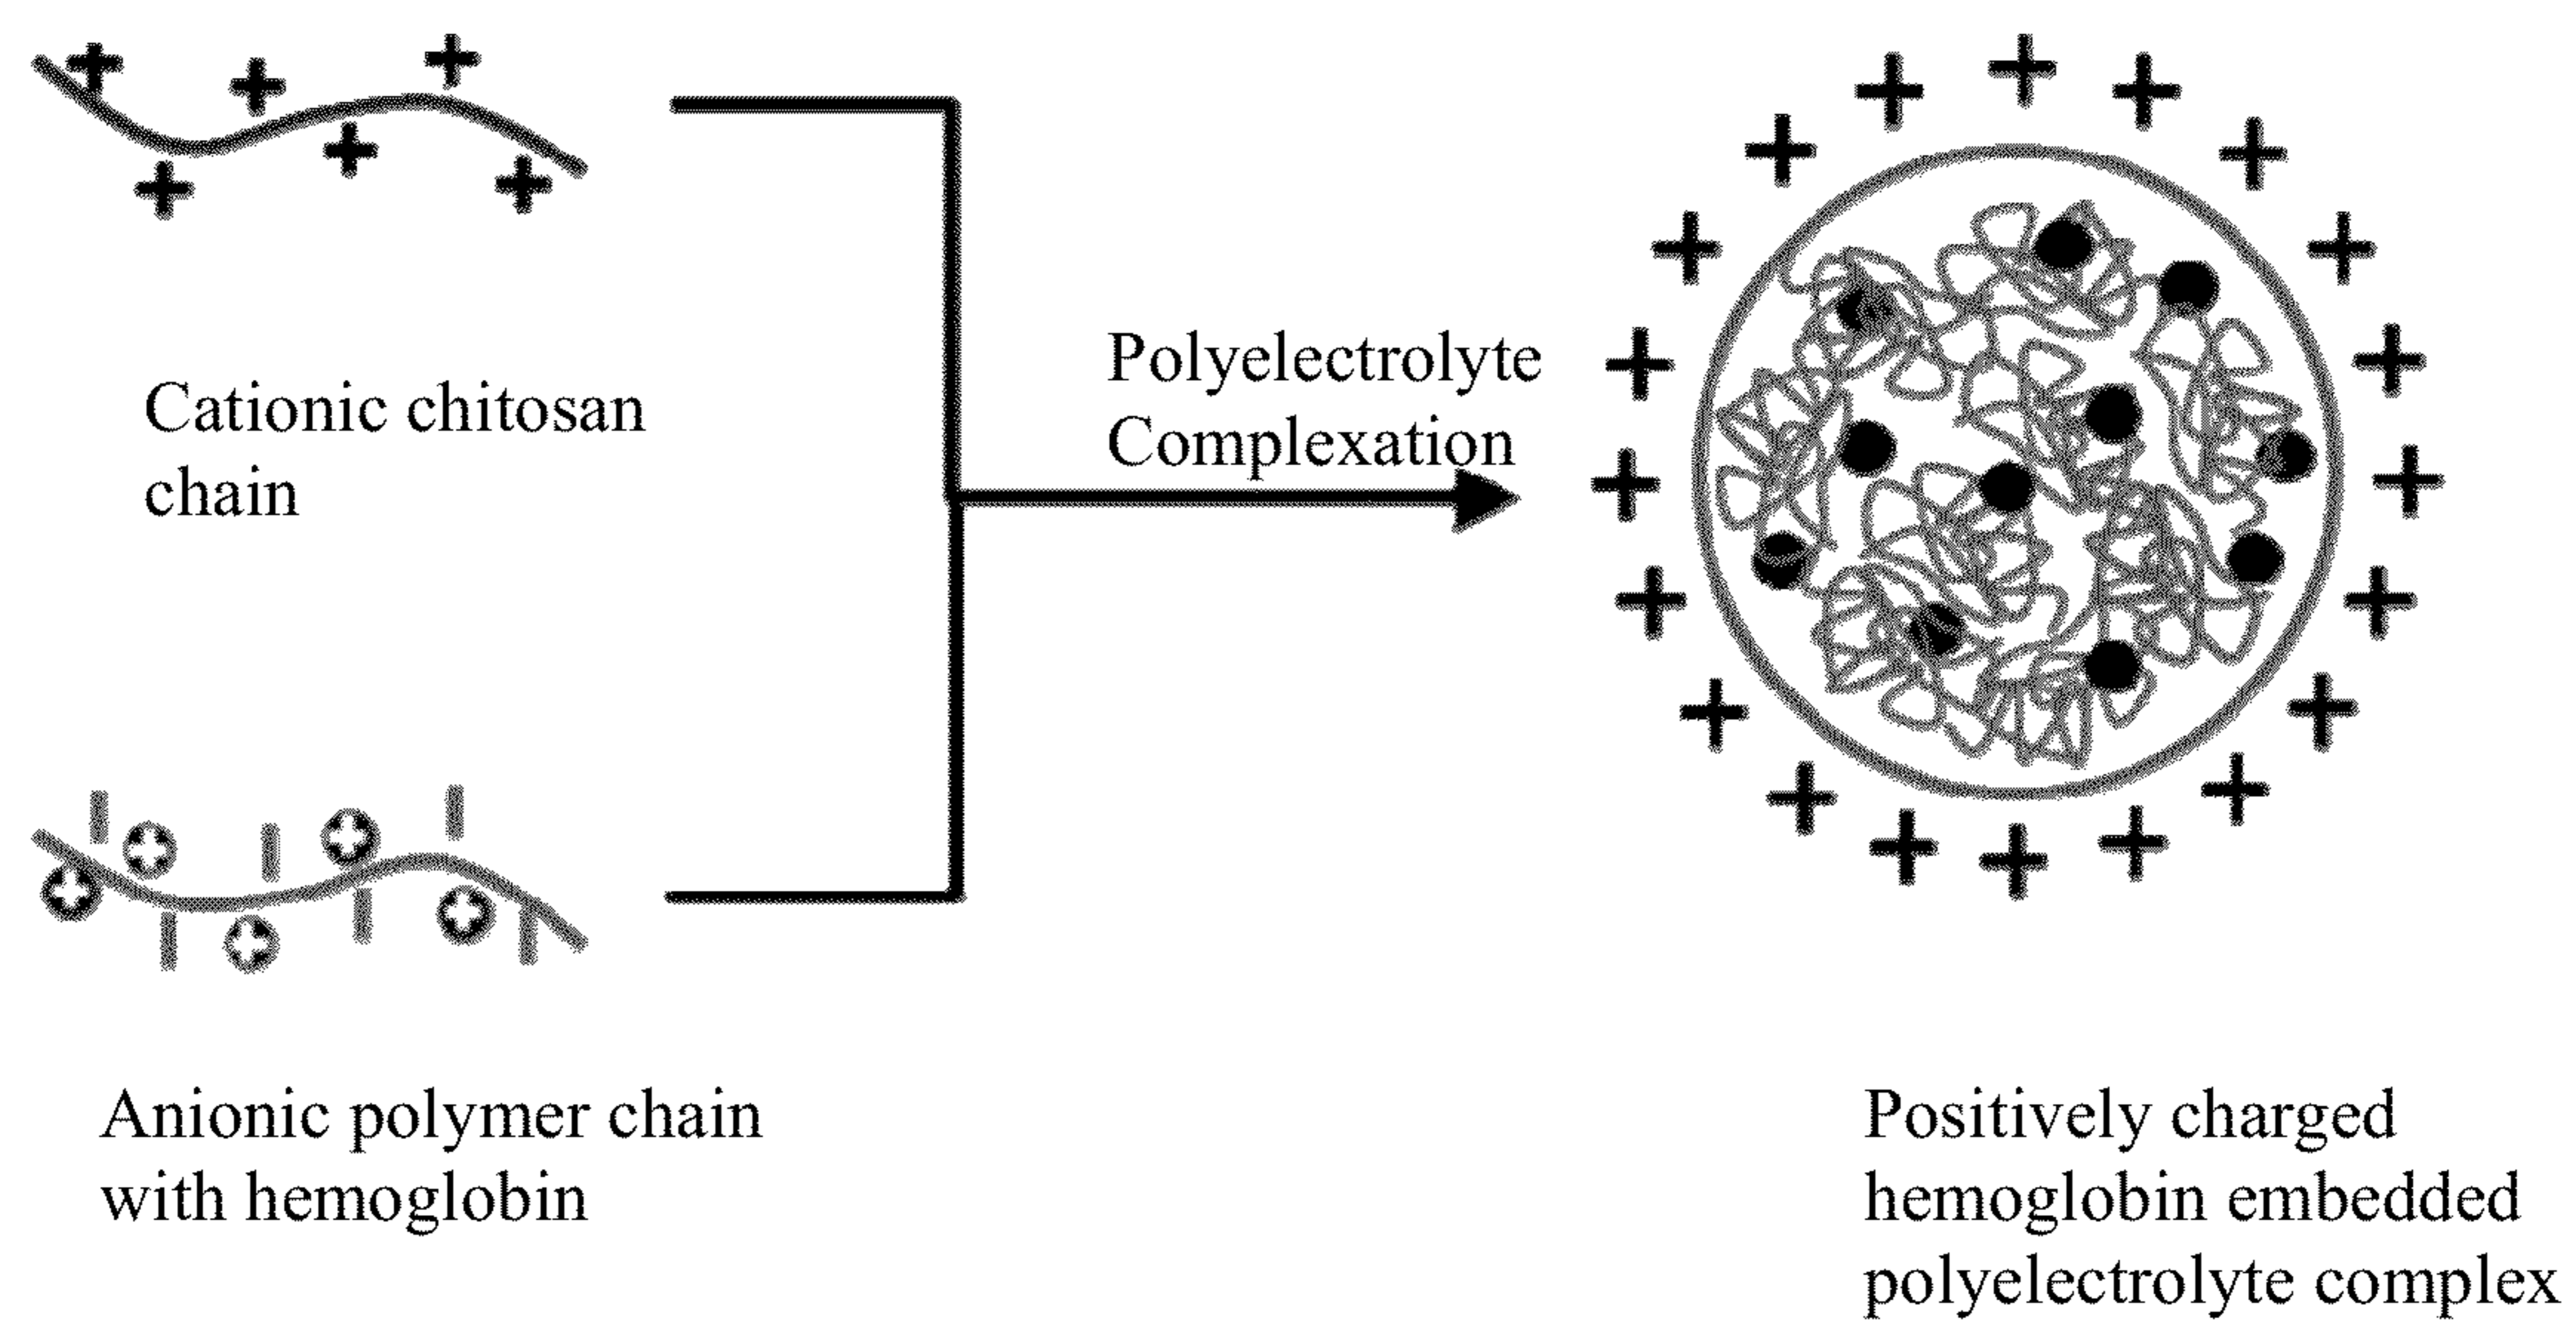 Cationic chitosan
chain
Polyelectrolyte
Complexation
Anionic polymer chain
with hemoglobin
Positively charged
hemoglobin embedded
polyelectrolyte complex